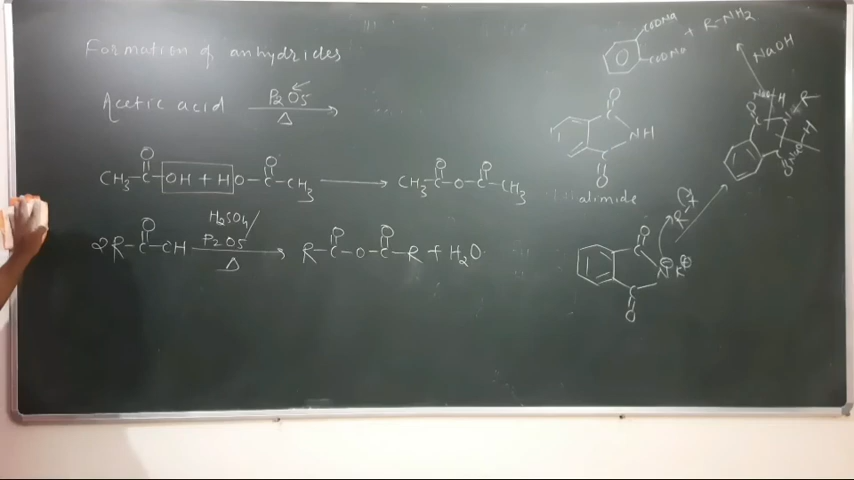 Formation of anhydrides
Acetic acid P2O5 Δ
CH3-C-OH + HO-C-CH3 → CH3-C-O-C-CH3
O O O O
2R-C-OH H2SO4/ P2O5 Δ → R-C-O-C-R + H2O
O O O
COONa
COONa + R-NH2
NaOH
O
NH
O
alimide
R-X
O
N⊖ K⊕
O